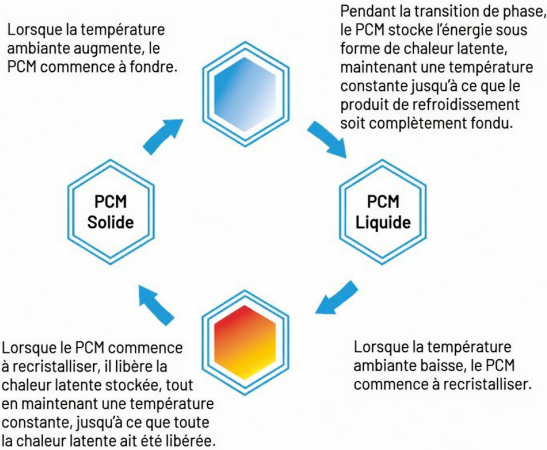 Lorsque la température
ambiante augmente, le
PCM commence à fondre.
Pendant la transition de phase,
le PCM stocke l'énergie sous
forme de chaleur latente,
maintenant une température
constante jusqu'à ce que le
produit de refroidissement
soit complètement fondu.
PCM
Solide
PCM
Liquide
Lorsque le PCM commence
à recristalliser, il libère la
chaleur latente stockée, tout
en maintenant une température
constante, jusqu'à ce que toute
la chaleur latente ait été libérée.
Lorsque la température
ambiante baisse, le PCM
commence à recristalliser.